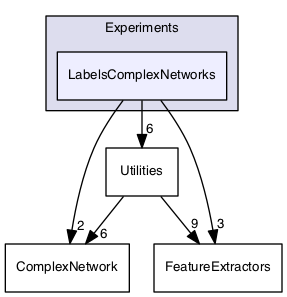 Experiments
LabelsComplexNetworks
6
Utilities
2
6
9
3
ComplexNetwork
FeatureExtractors